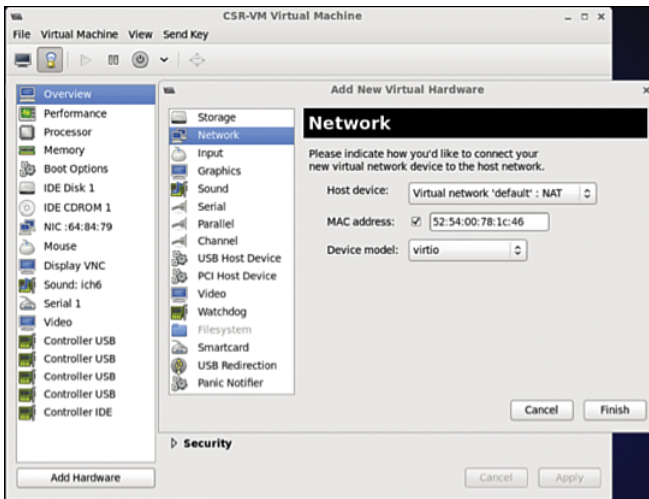 CSR-VM Virtual Machine
File Virtual Machine View Send Key
Overview
Performance
Processor
Memory
Boot Options
IDE Disk 1
IDE CDROM 1
NIC :64:84:79
Mouse
Display VNC
Sound: ich6
Serial 1
Video
Controller USB
Controller USB
Controller USB
Controller USB
Controller IDE
Add Hardware
Add New Virtual Hardware
Storage
Network
Input
Graphics
Sound
Serial
Parallel
Channel
USB Host Device
PCI Host Device
Video
Watchdog
Filesystem
Smartcard
USB Redirection
Panic Notifier
Network
Please indicate how you'd like to connect your
new virtual network device to the host network.
Host device: Virtual network 'default' : NAT
MAC address: 52:54:00:78:1c:46
Device model: virtio
Cancel Finish
Security
Cancel Apply